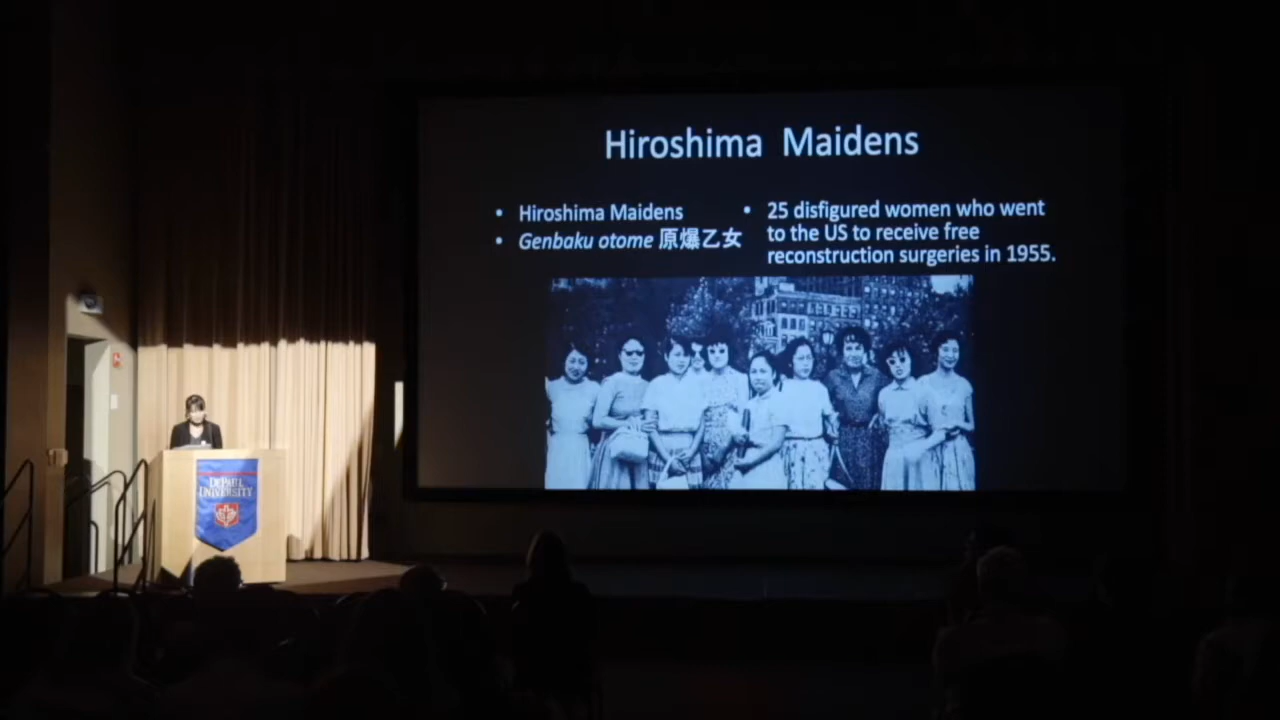 Hiroshima Maidens
• Hiroshima Maidens
• Genbaku otome 原爆乙女
• 25 disfigured women who went
to the US to receive free
reconstruction surgeries in 1955.
DEPAUL
UNIVERSITY